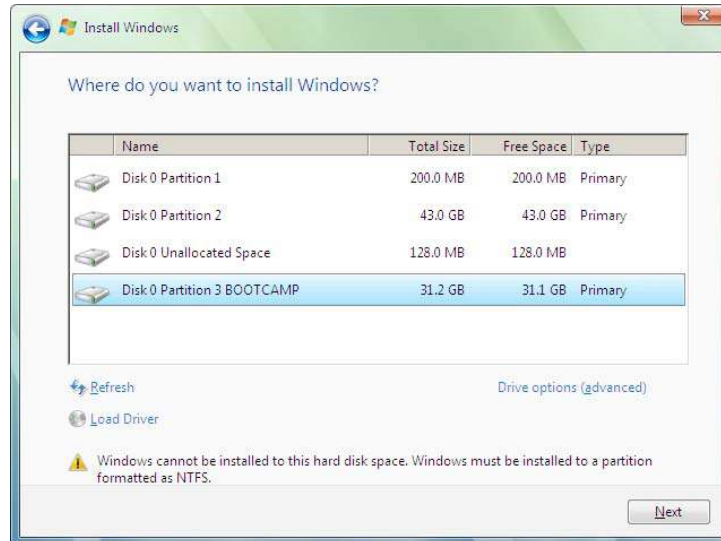 Install Windows
Where do you want to install Windows?
Name Total Size Free Space Type
Disk 0 Partition 1 200.0 MB 200.0 MB Primary
Disk 0 Partition 2 43.0 GB 43.0 GB Primary
Disk 0 Unallocated Space 128.0 MB 128.0 MB
Disk 0 Partition 3 BOOTCAMP 31.2 GB 31.1 GB Primary
Refresh Drive options (advanced)
Load Driver
Windows cannot be installed to this hard disk space. Windows must be installed to a partition
formatted as NTFS.
Next